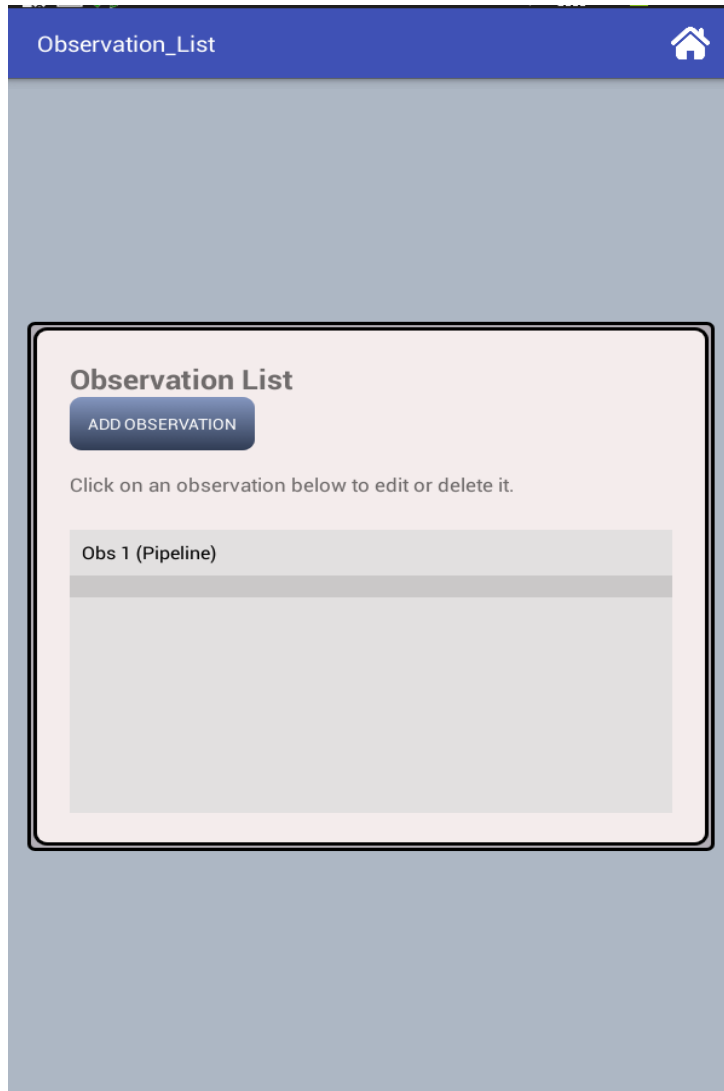 Observation_List
Observation List
ADD OBSERVATION
Click on an observation below to edit or delete it.
Obs 1 (Pipeline)